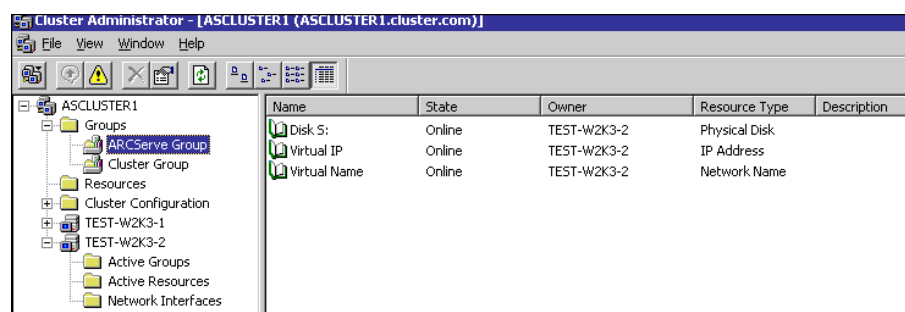 Cluster Administrator - [ASCLUSTER1 (ASCLUSTER1.cluster.com)]
File View Window Help
ASCLUSTER1
Groups
ARCServe Group
Cluster Group
Resources
Cluster Configuration
TEST-W2K3-1
TEST-W2K3-2
Active Groups
Active Resources
Network Interfaces
Name State Owner Resource Type Description
Disk S: Online TEST-W2K3-2 Physical Disk
Virtual IP Online TEST-W2K3-2 IP Address
Virtual Name Online TEST-W2K3-2 Network Name